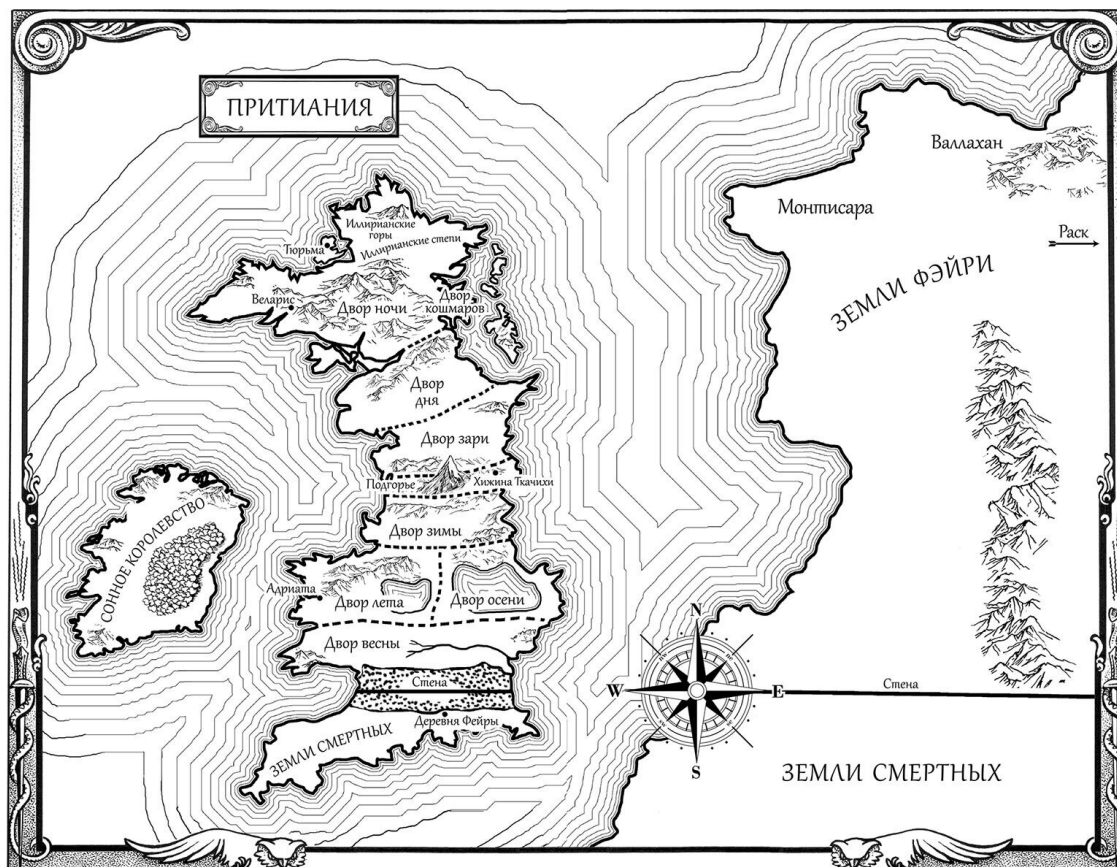 ПРИТИАНИЯ
Валлахан
Монтисара
Раск
ЗЕМЛИ ФЭЙРИ
Иллирианские
горы
Иллирианские степи
Тюрьма
Веларис
Двор ночи
Двор
кошмаров
Двор
дня
Двор зари
Подгорье
Хижина Ткачихи
Двор зимы
СОННОЕ КОРОЛЕВСТВО
Адриата
Двор лета
Двор осени
Двор весны
Стена
Деревня Фейры
ЗЕМЛИ СМЕРТНЫХ
N
W
E
S
Стена
ЗЕМЛИ СМЕРТНЫХ